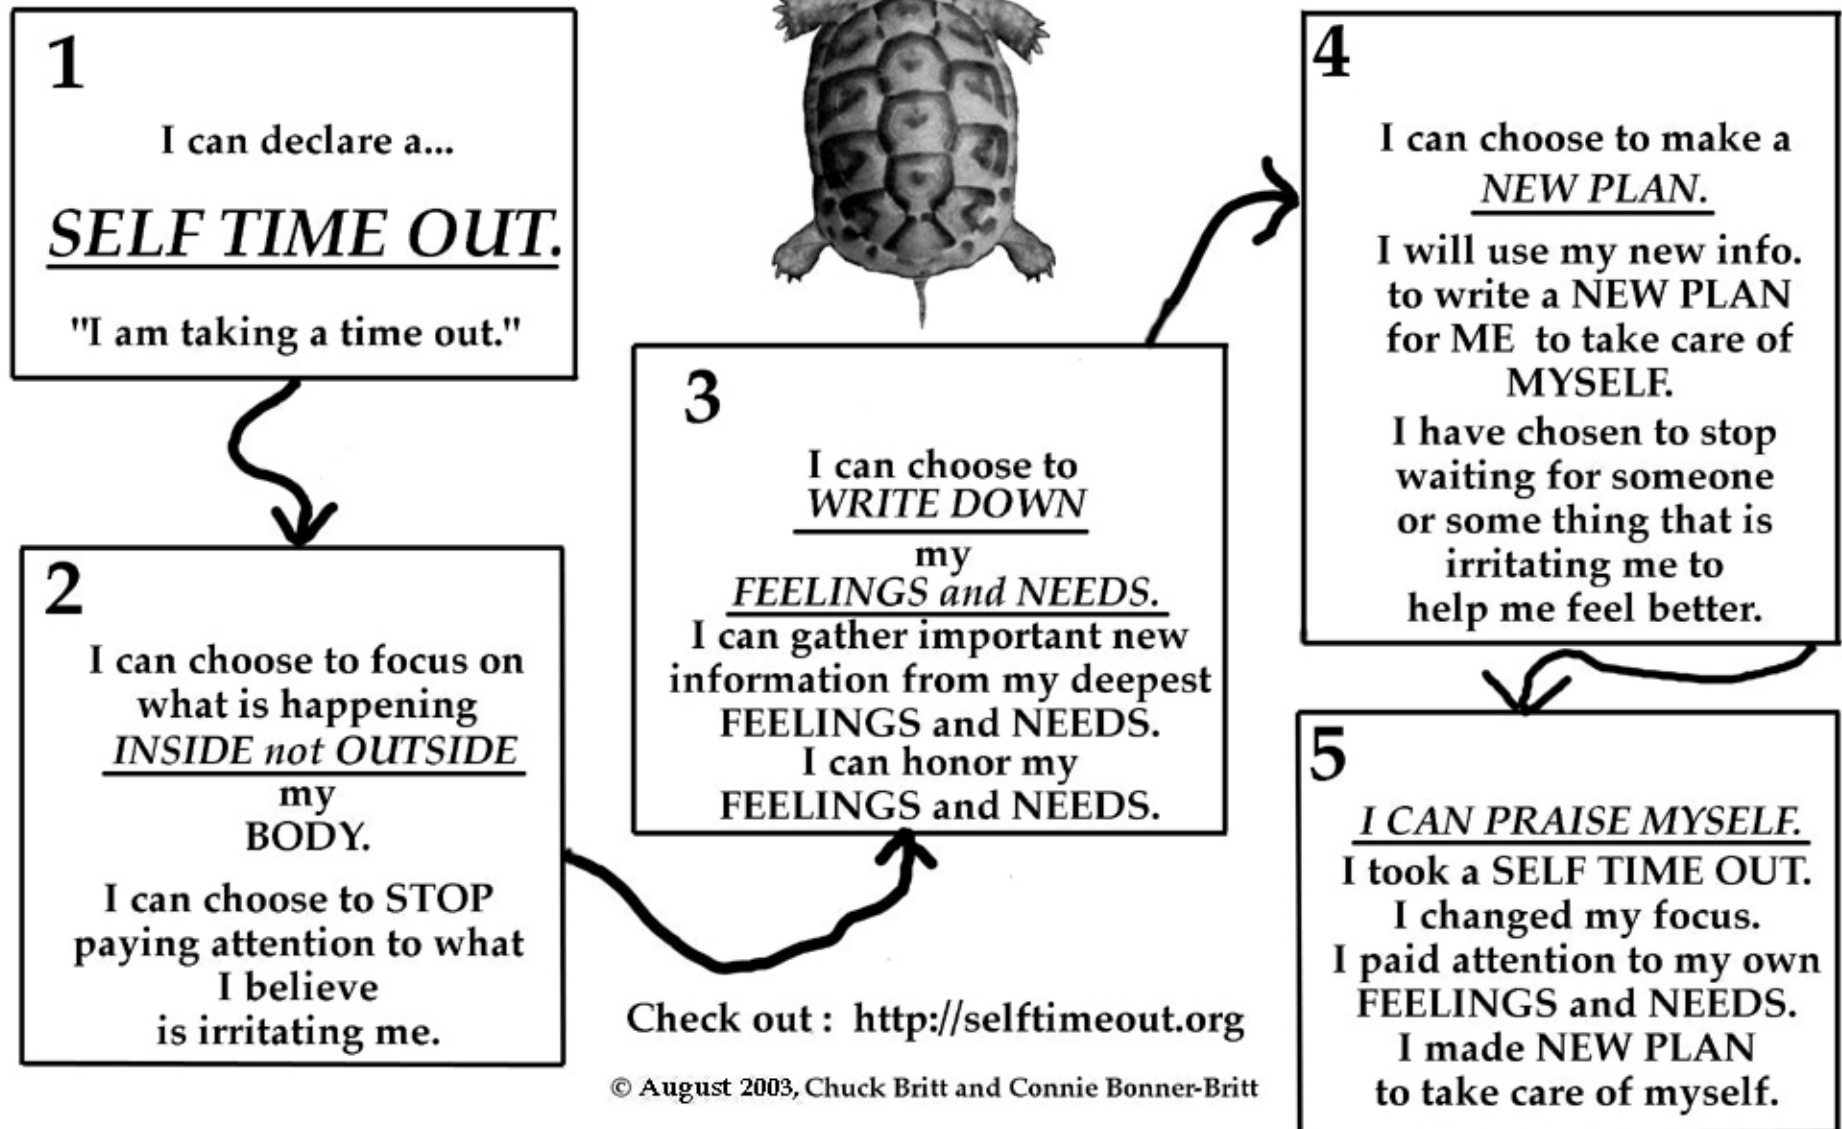 1
I can declare a...
SELF TIME OUT.
"I am taking a time out."
2
I can choose to focus on
what is happening
INSIDE not OUTSIDE
my
BODY.
I can choose to STOP
paying attention to what
I believe
is irritating me.
3
I can choose to
WRITE DOWN
my
FEELINGS and NEEDS.
I can gather important new
information from my deepest
FEELINGS and NEEDS.
I can honor my
FEELINGS and NEEDS.
4
I can choose to make a
NEW PLAN.
I will use my new info.
to write a NEW PLAN
for ME to take care of
MYSELF.
I have chosen to stop
waiting for someone
or some thing that is
irritating me to
help me feel better.
5
I CAN PRAISE MYSELF.
I took a SELF TIME OUT.
I changed my focus.
I paid attention to my own
FEELINGS and NEEDS.
I made NEW PLAN
to take care of myself.
Check out : http://selftimeout.org
© August 2003, Chuck Britt and Connie Bonner-Britt